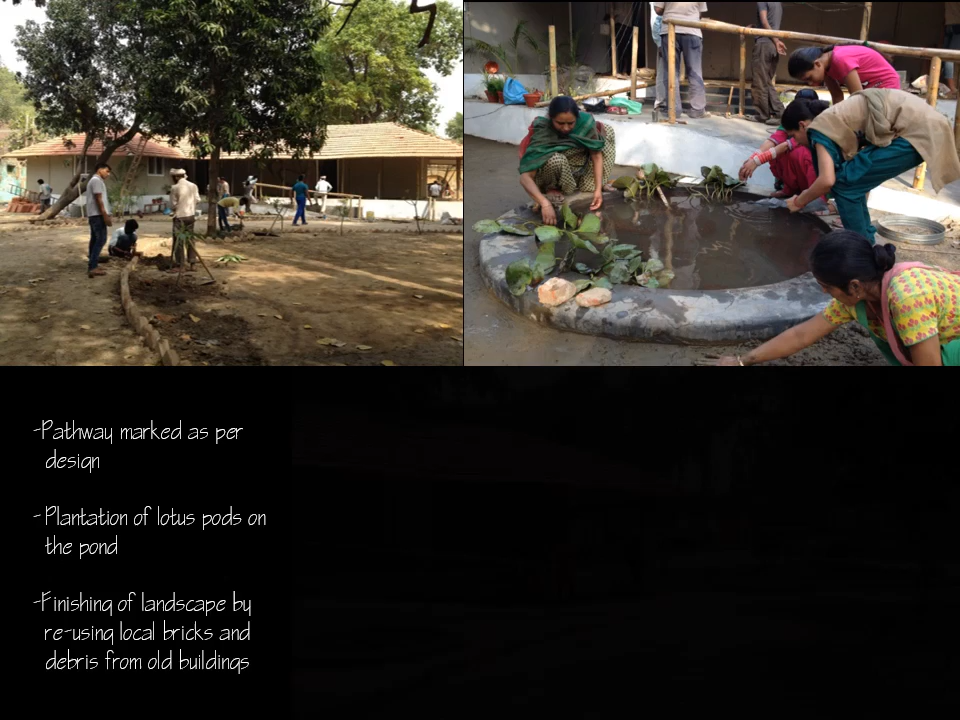 -Pathway marked as per
design
- Plantation of lotus pods on
the pond
-Finishing of landscape by
re-using local bricks and
debris from old buildings